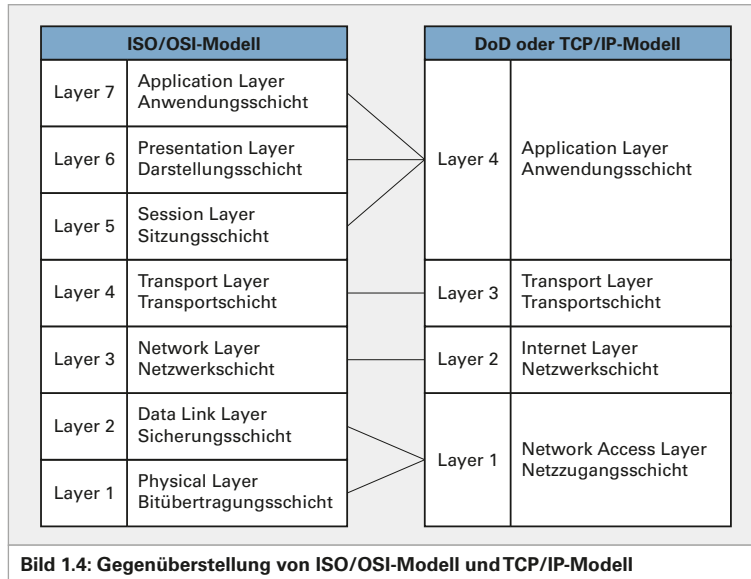 ISO/OSI-Modell
Layer 7
Application Layer
Anwendungsschicht
Layer 6
Presentation Layer
Darstellungsschicht
Layer 5
Session Layer
Sitzungsschicht
Layer 4
Transport Layer
Transportschicht
Layer 3
Network Layer
Netzwerkschicht
Layer 2
Data Link Layer
Sicherungsschicht
Layer 1
Physical Layer
Bitübertragungsschicht
DoD oder TCP/IP-Modell
Layer 4
Application Layer
Anwendungsschicht
Layer 3
Transport Layer
Transportschicht
Layer 2
Internet Layer
Netzwerkschicht
Layer 1
Network Access Layer
Netzzugangsschicht
Bild 1.4: Gegenüberstellung von ISO/OSI-Modell und TCP/IP-Modell